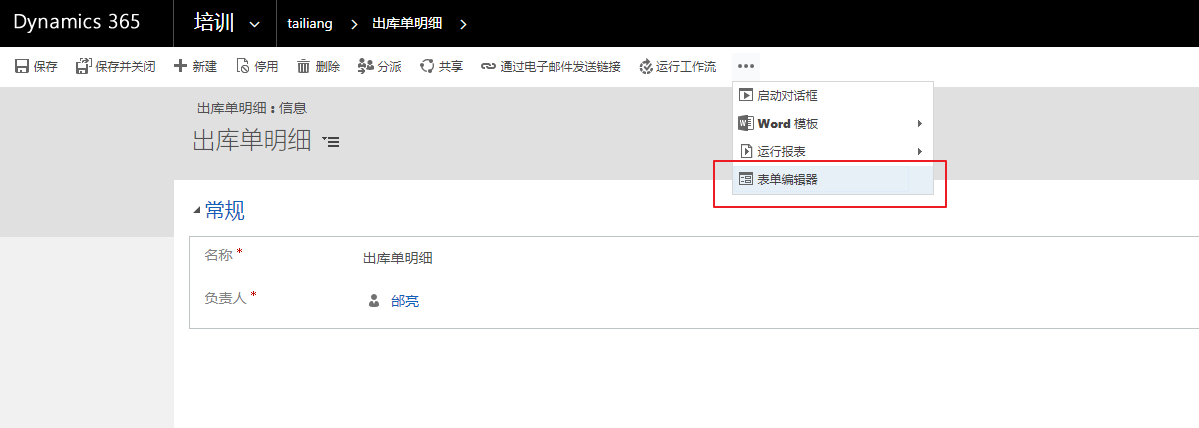 Dynamics 365 培训 tailiang 出库单明细
保存 保存并关闭 新建 停用 删除 分派 共享 通过电子邮件发送链接 运行工作流
启动对话框
Word 模板
运行报表
表单编辑器
出库单明细 : 信息
出库单明细
常规
名称 * 出库单明细
负责人 * 邰亮